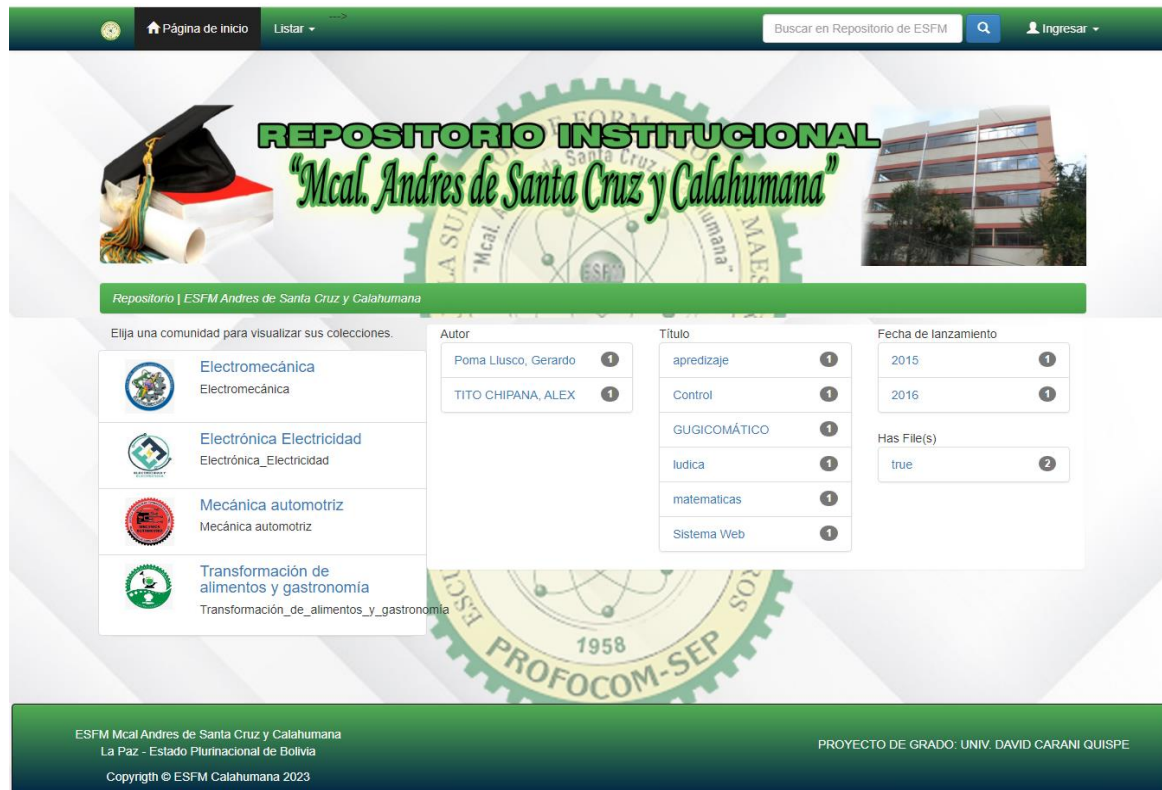 Página de inicio
Listar
--->
Buscar en Repositorio de ESFM
Ingresar
REPOSITORIO INSTITUCIONAL
"Mcal. Andres de Santa Cruz y Calahumana"
ESFM
Repositorio | ESFM Andres de Santa Cruz y Calahumana
Elija una comunidad para visualizar sus colecciones.
Electromecánica
Electromecánica
Electrónica Electricidad
Electrónica_Electricidad
Mecánica automotriz
Mecánica automotriz
Transformación de
alimentos y gastronomía
Transformación_de_alimentos_y_gastronomía
Autor
Poma Llusco, Gerardo 1
TITO CHIPANA, ALEX 1
Título
apredizaje 1
Control 1
GUGICOMÁTICO 1
ludica 1
matematicas 1
Sistema Web 1
Fecha de lanzamiento
2015 1
2016 1
Has File(s)
true 2
1958
PROFOCOM-SEP
ESFM Mcal Andres de Santa Cruz y Calahumana
La Paz - Estado Plurinacional de Bolivia
Copyrigth © ESFM Calahumana 2023
PROYECTO DE GRADO: UNIV. DAVID CARANI QUISPE